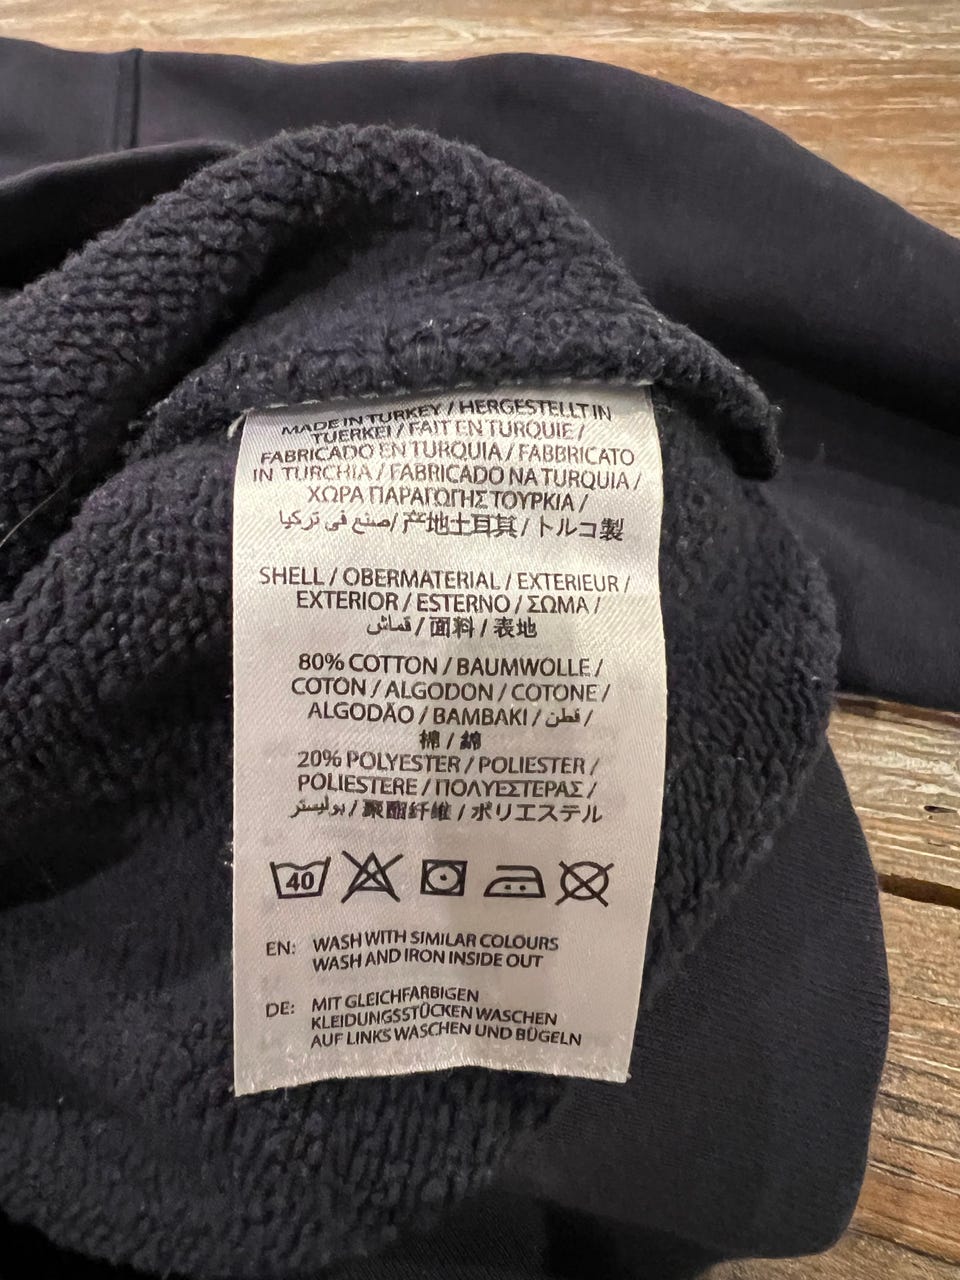 MADE IN TURKEY / HERGESTELLT IN
TUERKEI / FAIT EN TURQUIE /
FABRICADO EN TURQUIA / FABBRICATO
IN TURCHIA / FABRICADO NA TURQUIA /
ΧΩΡΑ ΠΑΡΑΓΩΓΗΣ ΤΟΥΡΚΙΑ /
صنع في تركيا / 产地土耳其 / トルコ製
SHELL / OBERMATERIAL / EXTERIEUR /
EXTERIOR / ESTERNO / ΣΩΜΑ /
قماش / 面料 / 表地
80% COTTON / BAUMWOLLE /
COTON / ALGODON / COTONE /
ALGODÃO / BAMBAKI / قطن /
棉 / 綿
20% POLYESTER / POLIESTER /
POLIESTERE / ΠΟΛΥΕΣΤΕΡΑΣ /
بوليستر / 聚酯纤维 / ポリエステル
40
EN: WASH WITH SIMILAR COLOURS
WASH AND IRON INSIDE OUT
DE: MIT GLEICHFARBIGEN
KLEIDUNGSSTÜCKEN WASCHEN
AUF LINKS WASCHEN UND BÜGELN